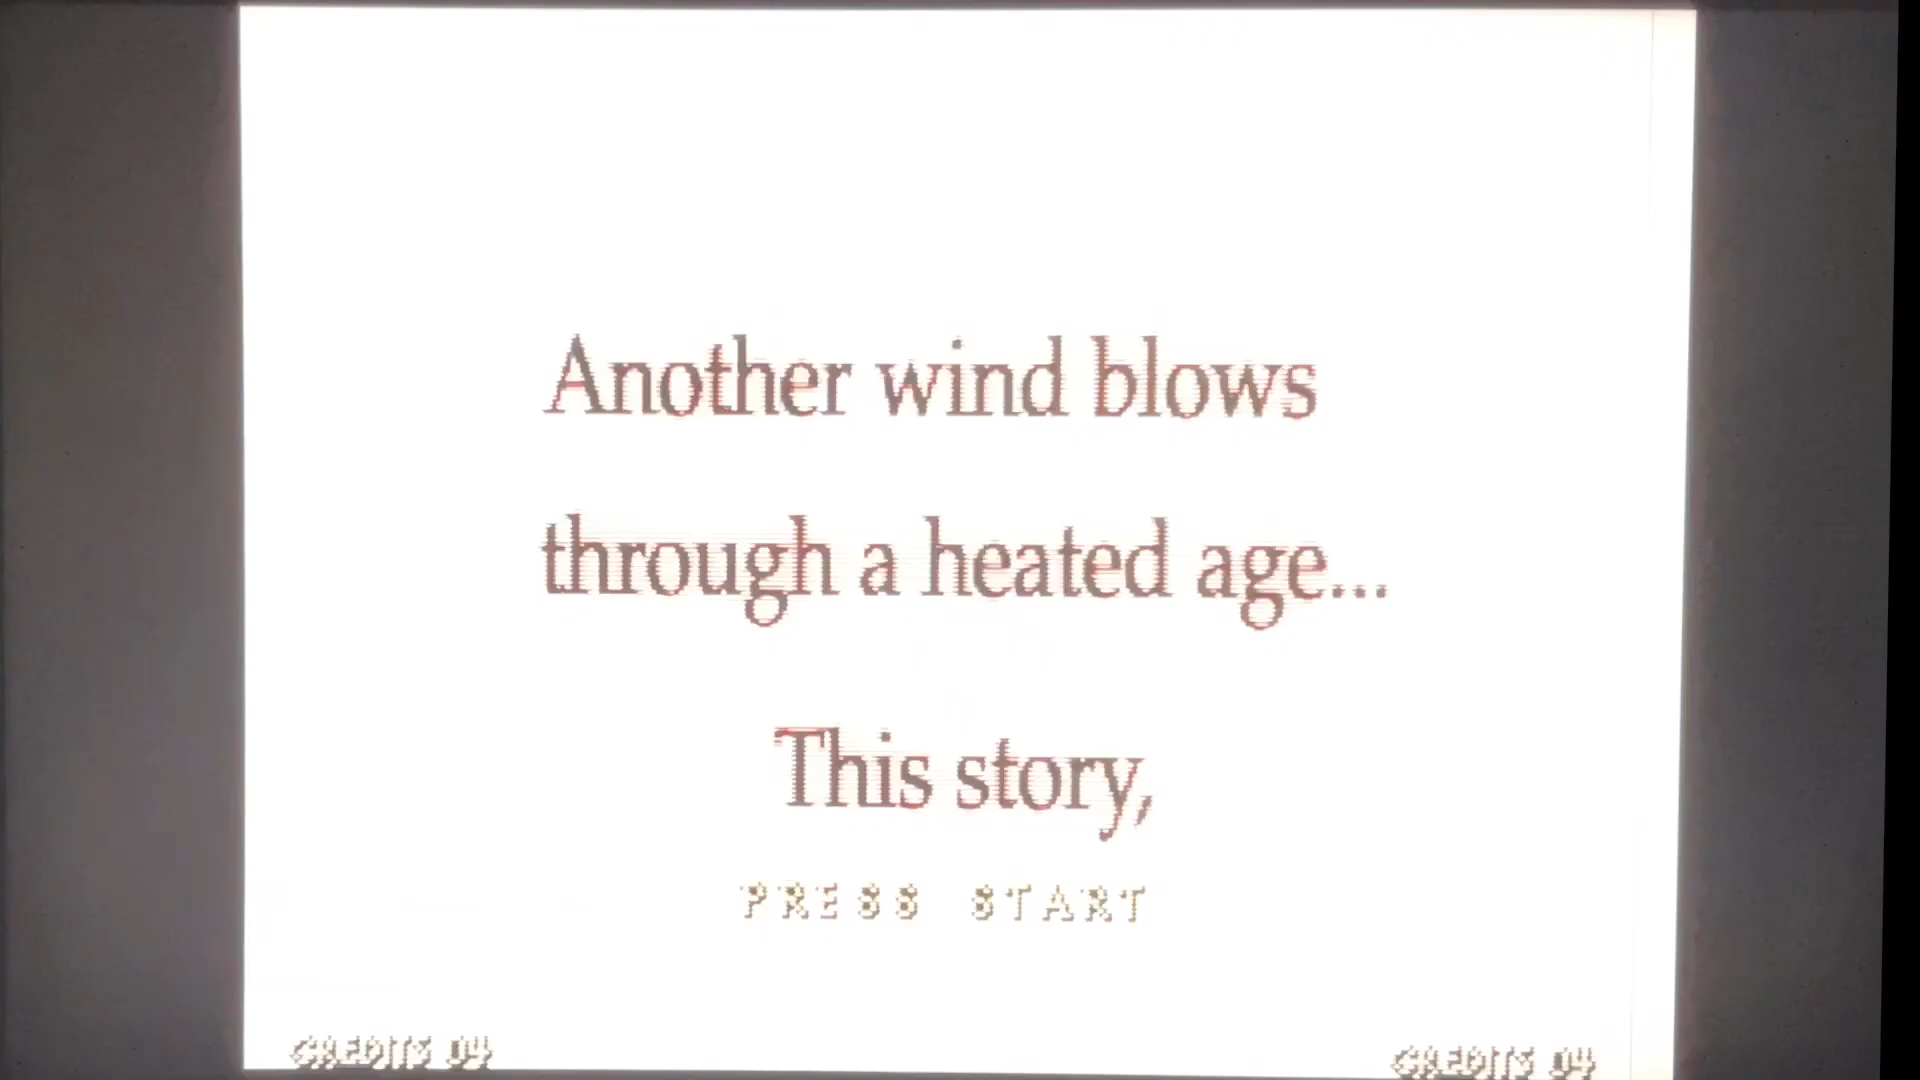 Another wind blows
through a heated age...
This story,
PRESS START
CREDITS 04 CREDITS 04